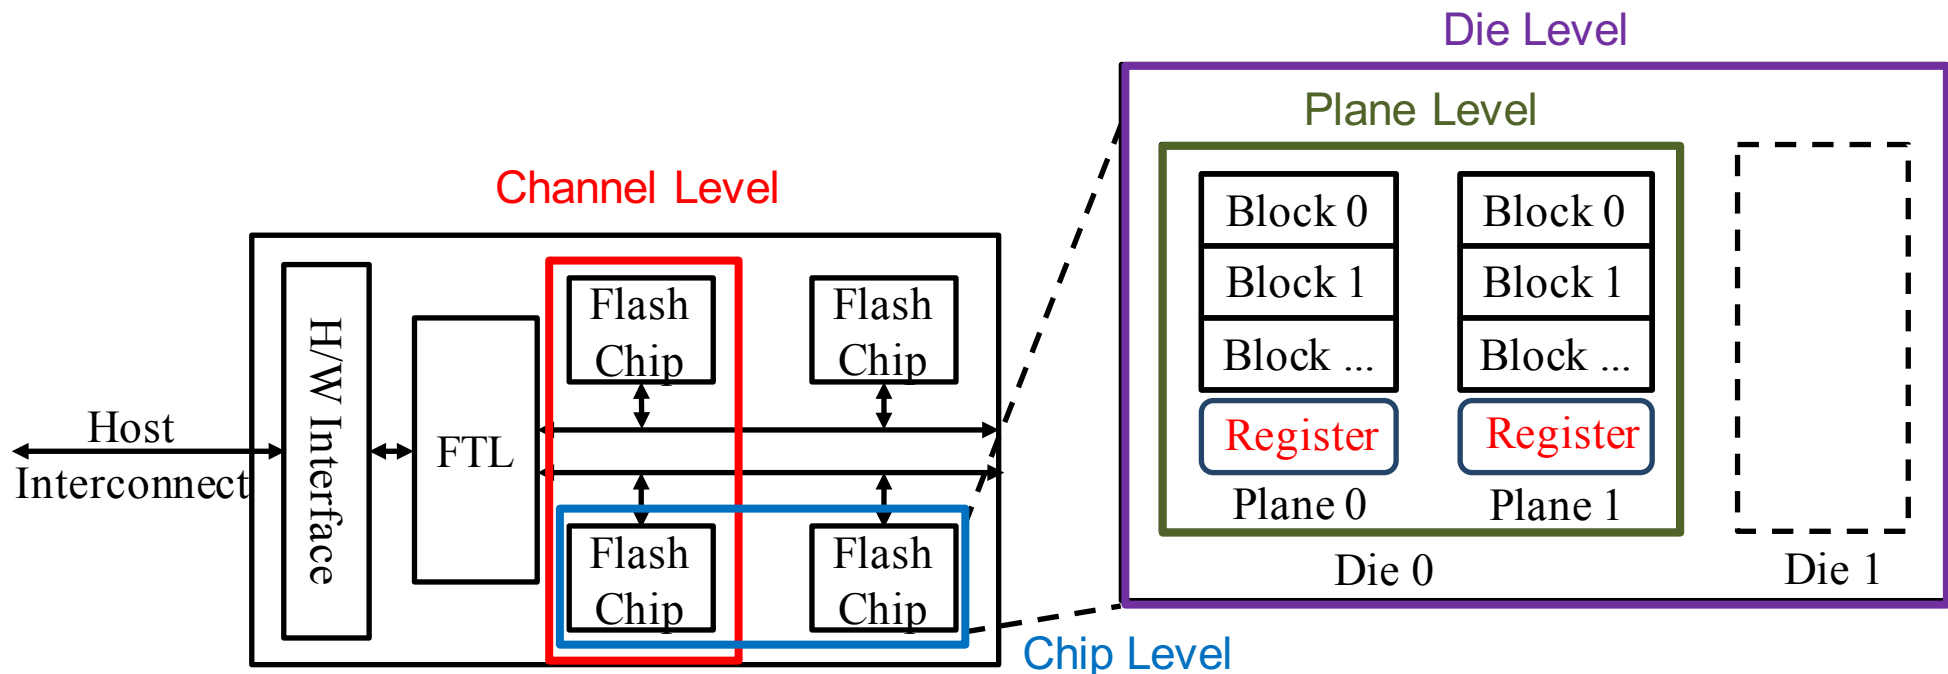 Die Level
Plane Level
Channel Level
Host
Interconnect
H/W Interface
FTL
Flash
Chip
Flash
Chip
Flash
Chip
Flash
Chip
Chip Level
Block 0
Block 1
Block ...
Register
Plane 0
Block 0
Block 1
Block ...
Register
Plane 1
Die 0
Die 1